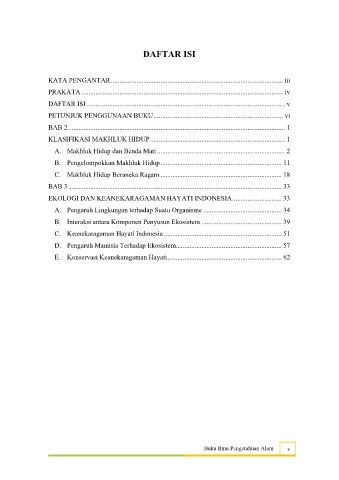 DAFTAR ISI
KATA PENGANTAR ........ iii
PRAKATA ........ iv
DAFTAR ISI ........ v
PETUNJUK PENGGUNAAN BUKU ........ vi
BAB 2 ........ 1
KLASIFIKASI MAKHLUK HIDUP ........ 1
A. Makhluk Hidup dan Benda Mati ........ 2
B. Pengelompokkan Makhluk Hidup ........ 11
C. Makhluk Hidup Beraneka Ragam ........ 18
BAB 3 ........ 33
EKOLOGI DAN KEANEKARAGAMAN HAYATI INDONESIA ........ 33
A. Pengaruh Lingkungan terhadap Suatu Organisme ........ 34
B. Interaksi antara Komponen Penyusun Ekosistem ........ 39
C. Keanekaragaman Hayati Indonesia ........ 51
D. Pengaruh Manusia Terhadap Ekosistem ........ 57
E. Konservasi Keanekaragaman Hayati ........ 62
Buku Ilmu Pengetahuan Alam v